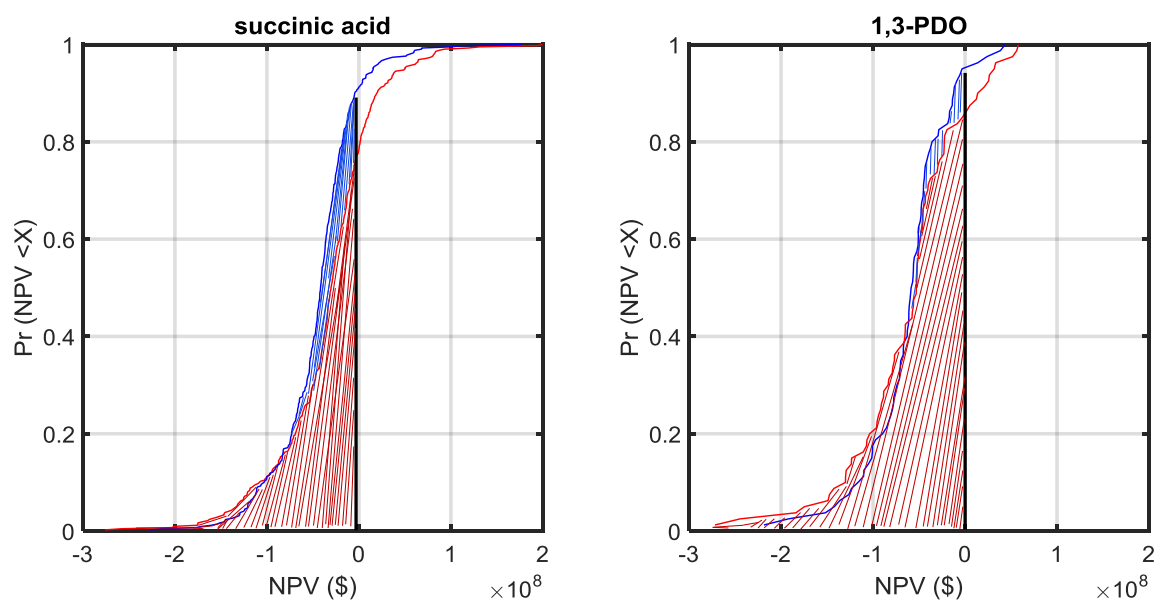 succinic acid
1
0.8
0.6
0.4
0.2
0
Pr (NPV <X)
-3 -2 -1 0 1 2
NPV ($)
×10^8
1,3-PDO
1
0.8
0.6
0.4
0.2
0
Pr (NPV <X)
-3 -2 -1 0 1 2
NPV ($)
×10^8